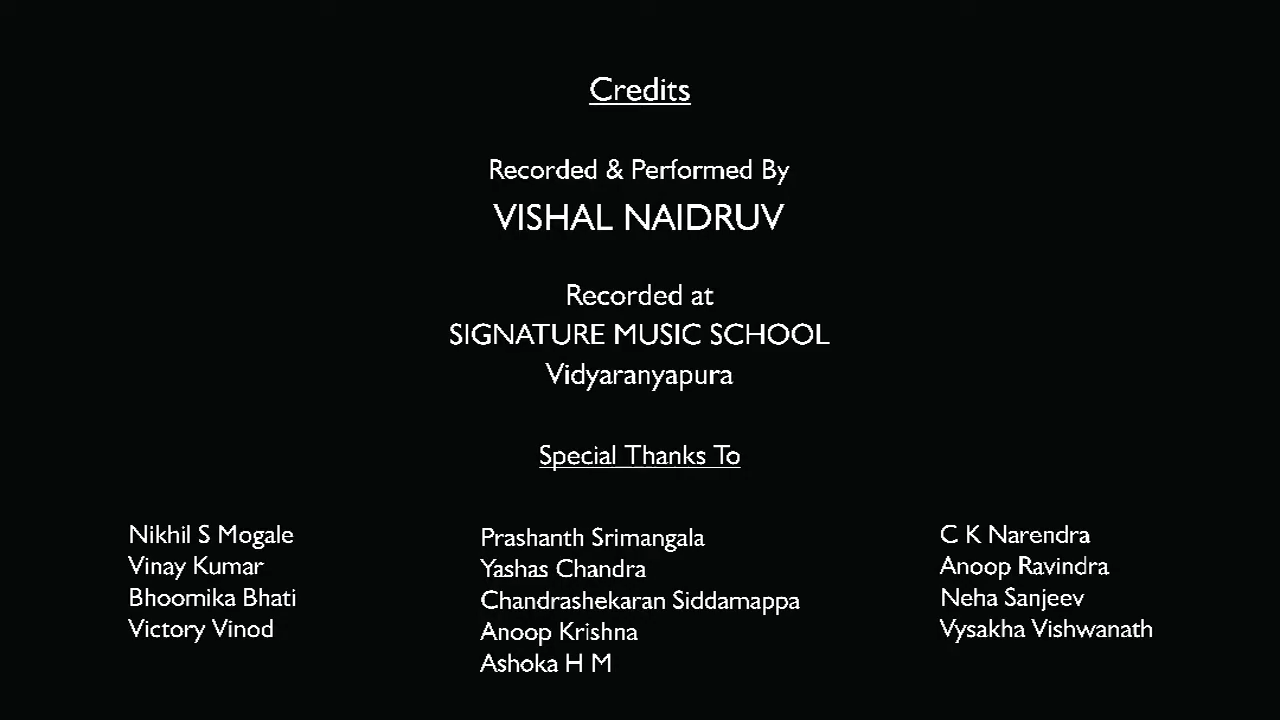 Credits
Recorded & Performed By
VISHAL NAIDRUV
Recorded at
SIGNATURE MUSIC SCHOOL
Vidyaranyapura
Special Thanks To
Nikhil S Mogale
Vinay Kumar
Bhoomika Bhati
Victory Vinod
Prashanth Srimangala
Yashas Chandra
Chandrashekaran Siddamappa
Anoop Krishna
Ashoka H M
C K Narendra
Anoop Ravindra
Neha Sanjeev
Vysakha Vishwanath